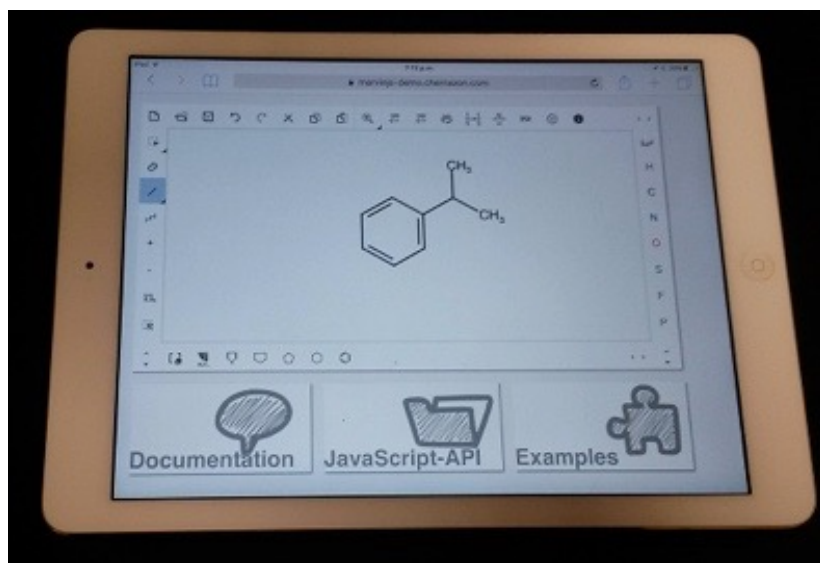 marvinjs-demo.chemaxon.com
CH₃
CH₃
H
C
N
O
S
F
P
Documentation
JavaScript-API
Examples